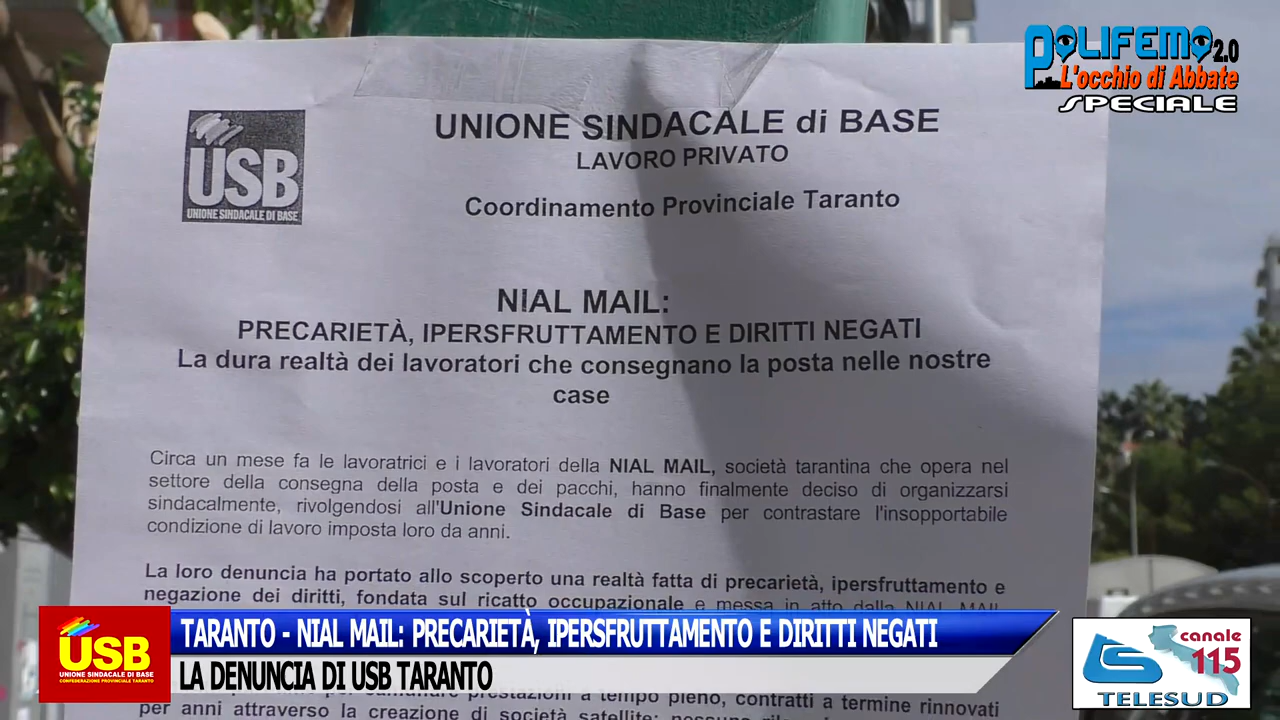 POLIFEMO 2.0
L'occhio di Abbate
SPECIALE
USB
UNIONE SINDACALE DI BASE
UNIONE SINDACALE di BASE
LAVORO PRIVATO
Coordinamento Provinciale Taranto
NIAL MAIL:
PRECARIETÀ, IPERSFRUTTAMENTO E DIRITTI NEGATI
La dura realtà dei lavoratori che consegnano la posta nelle nostre
case
Circa un mese fa le lavoratrici e i lavoratori della NIAL MAIL, società tarantina che opera nel
settore della consegna della posta e dei pacchi, hanno finalmente deciso di organizzarsi
sindacalmente, rivolgendosi all'Unione Sindacale di Base per contrastare l'insopportabile
condizione di lavoro imposta loro da anni.
La loro denuncia ha portato allo scoperto una realtà fatta di precarietà, ipersfruttamento e
negazione dei diritti, fondata sul ricatto occupazionale e messa in atto dalla NIAL MAIL
USB
UNIONE SINDACALE DI BASE
CONFEDERAZIONE PROVINCIALE TARANTO
TARANTO - NIAL MAIL: PRECARIETÀ, IPERSFRUTTAMENTO E DIRITTI NEGATI
LA DENUNCIA DI USB TARANTO
prestazioni a tempo pieno, contratti a termine rinnovati
per anni attraverso la creazione di società satellite: nessuna
canale
115
TELESUD